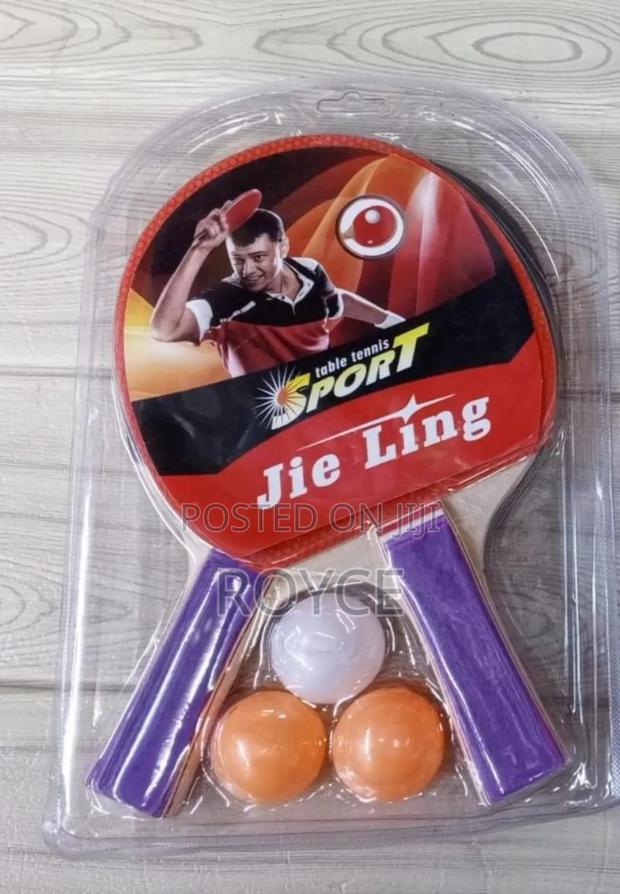 table tennis
SPORT
Jie Ling
POSTED ON JIJI
ROYCE